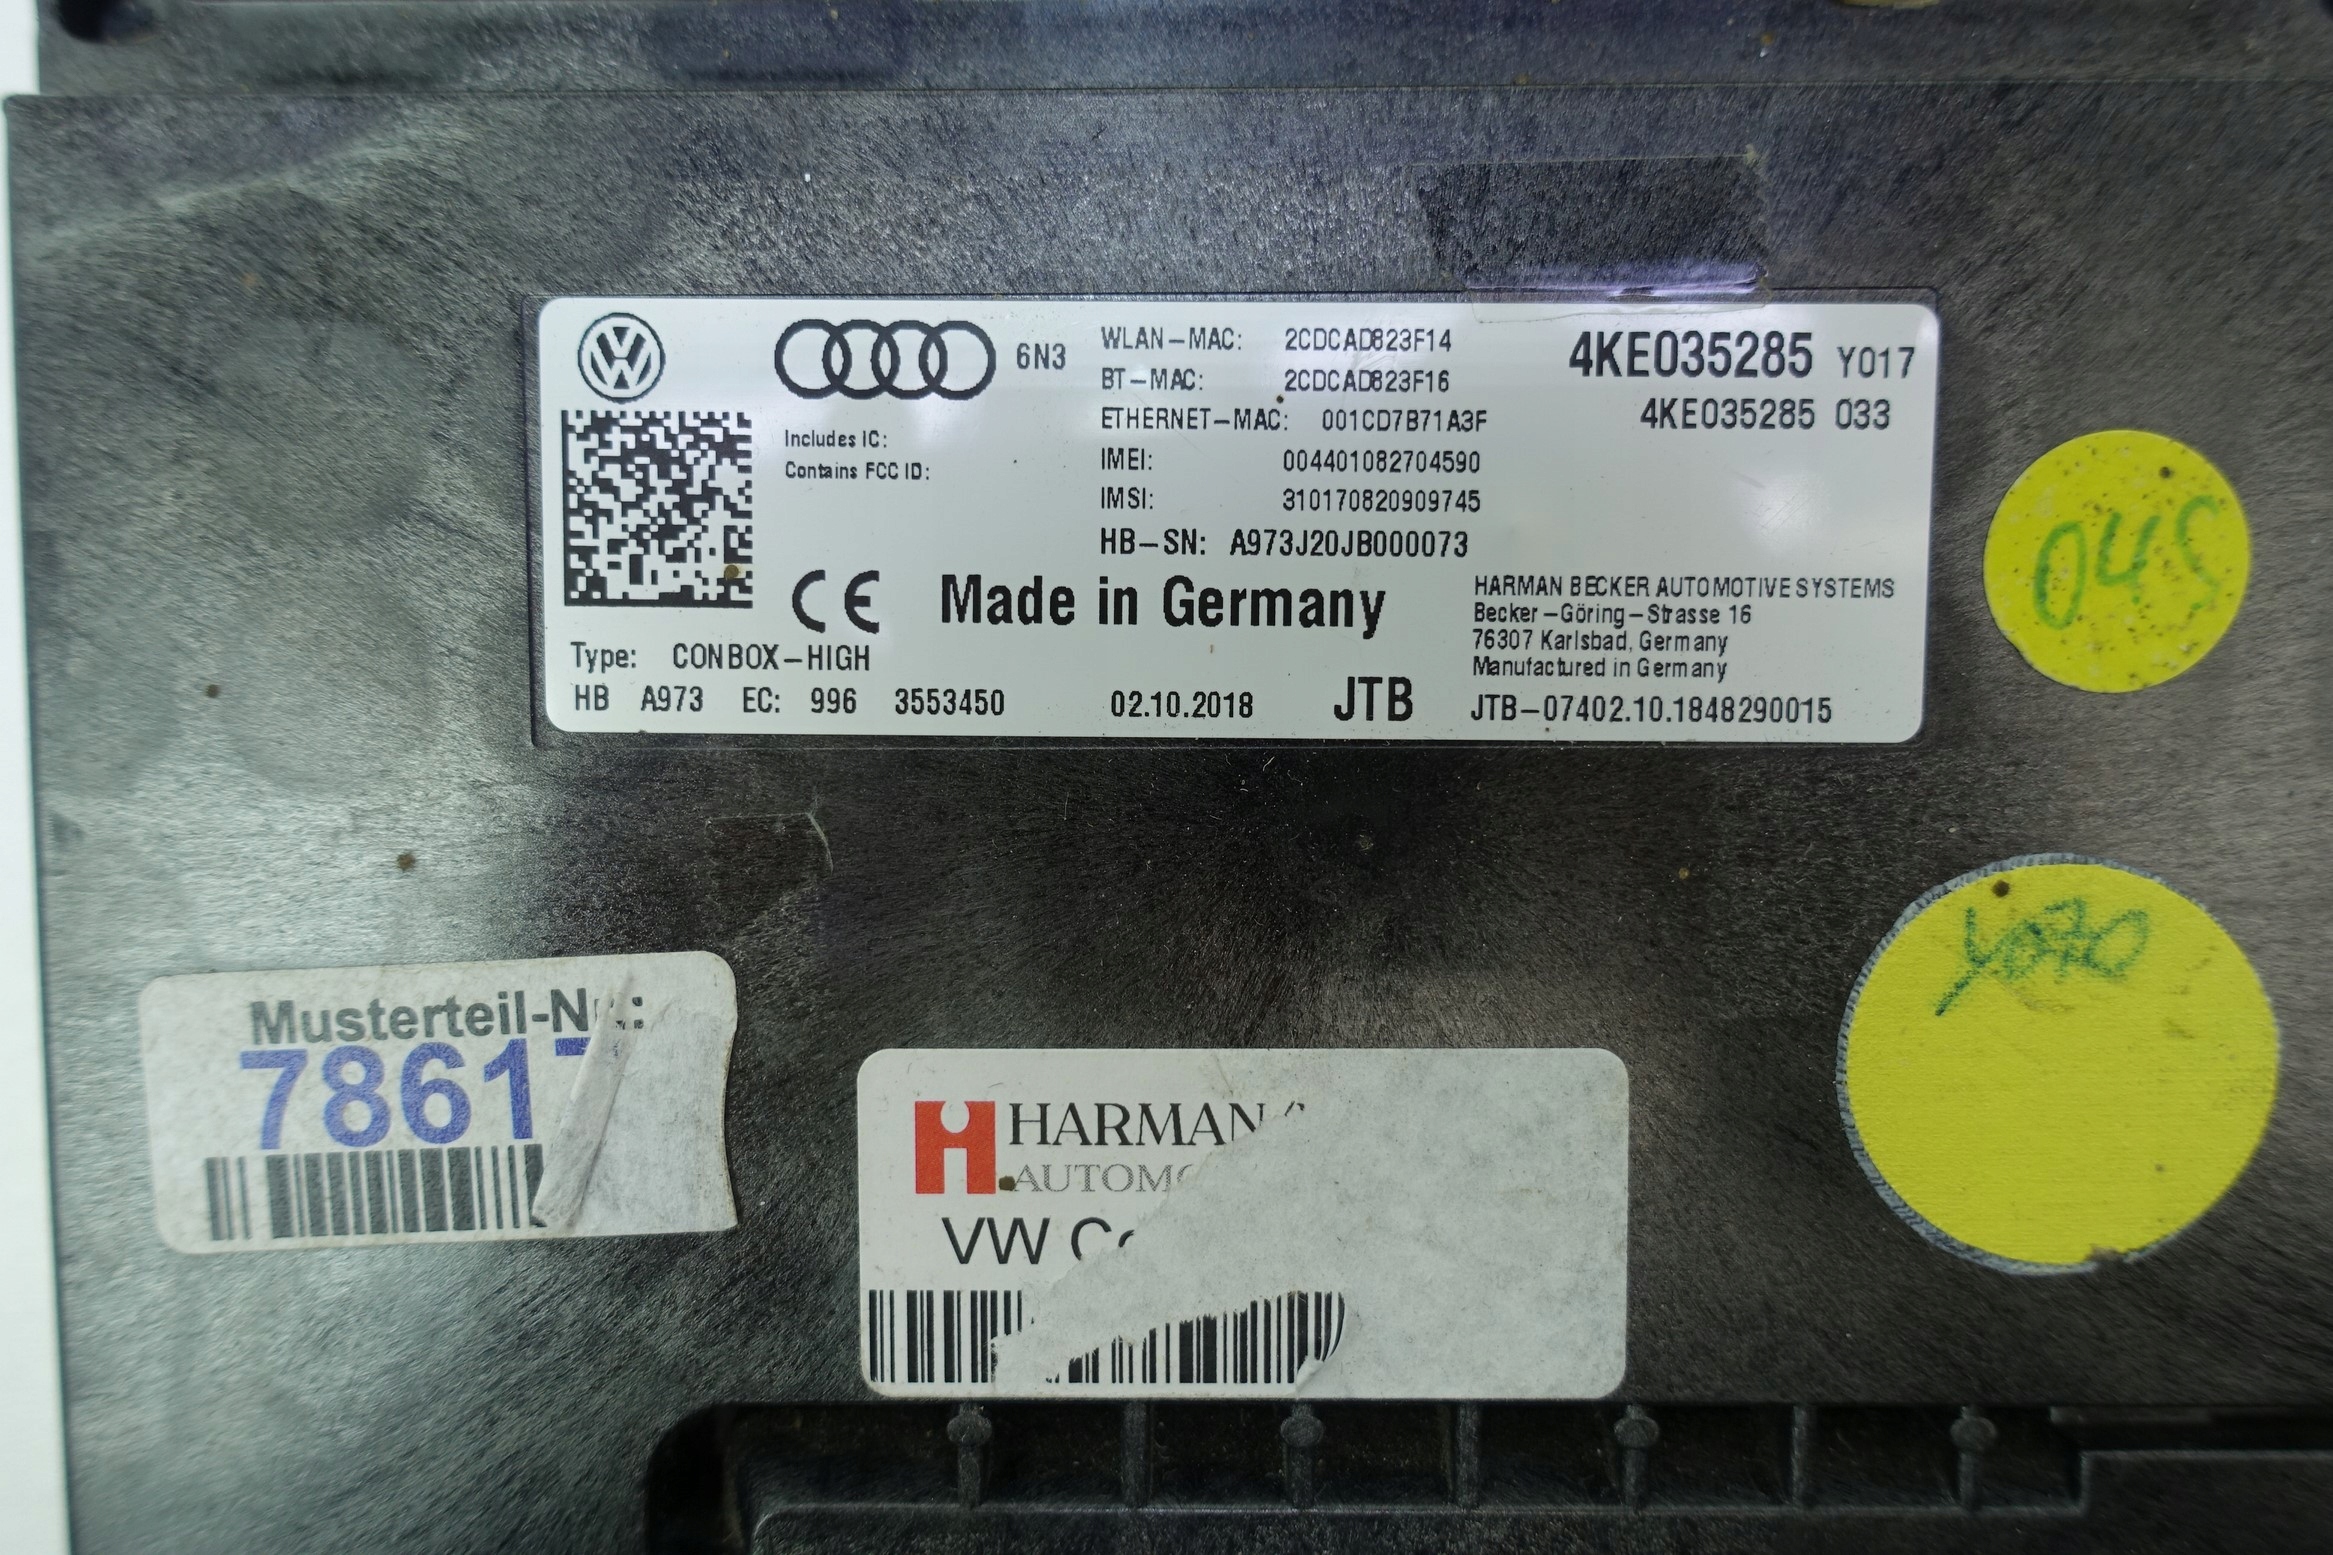 6N3
WLAN-MAC: 2CDCAD823F14
BT-MAC: 2CDCAD823F16
ETHERNET-MAC: 001CD7B71A3F
IMEI: 004401082704590
IMSI: 310170820909745
HB-SN: A973J20JB000073
4KE035285 Y017
4KE035285 033
Includes IC:
Contains FCC ID:
CE Made in Germany
HARMAN BECKER AUTOMOTIVE SYSTEMS
Becker-Göring-Strasse 16
76307 Karlsbad, Germany
Manufactured in Germany
Type: CONBOX-HIGH
HB A973 EC: 996 3553450 02.10.2018 JTB JTB-07402.10.1848290015
04S
Y070
Musterteil-Nr.:
78617
HARMAN
VW